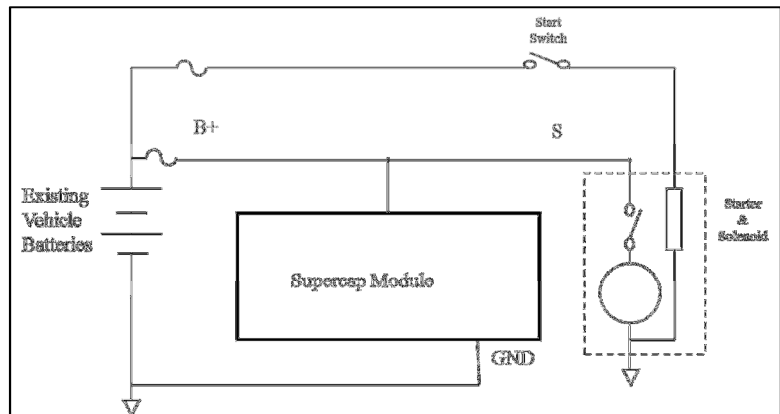 Start
Switch
B+
S
Existing
Vehicle
Batteries
Starter
&
Solenoid
Supercap Module
GND